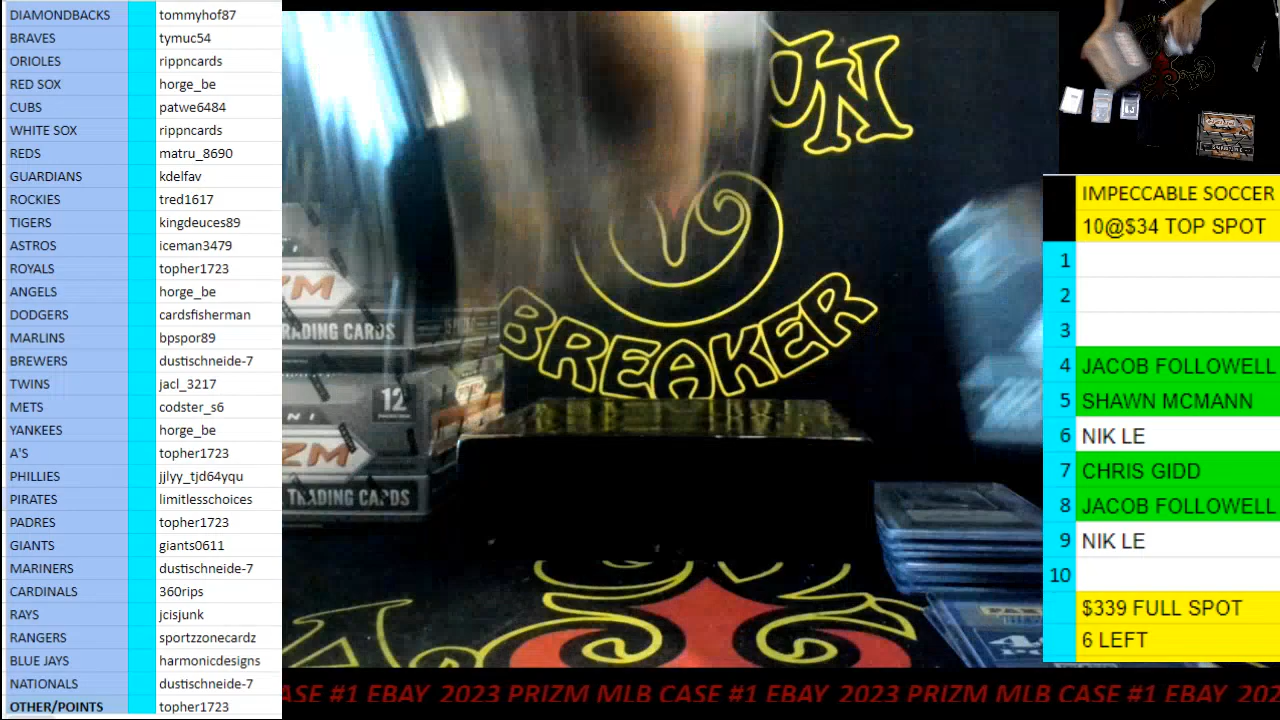 DIAMONDBACKS tommyhof87
BRAVES tymuc54
ORIOLES rippncards
RED SOX horge_be
CUBS patwe6484
WHITE SOX rippncards
REDS matru_8690
GUARDIANS kdelfav
ROCKIES tred1617
TIGERS kingdeuces89
ASTROS iceman3479
ROYALS topher1723
ANGELS horge_be
DODGERS cardsfisherman
MARLINS bpspor89
BREWERS dustischneide-7
TWINS jacl_3217
METS codster_s6
YANKEES horge_be
A'S topher1723
PHILLIES jjlyy_tjd64yqu
PIRATES limitlesschoices
PADRES topher1723
GIANTS giants0611
MARINERS dustischneide-7
CARDINALS 360rips
RAYS jcisjunk
RANGERS sportzzonecardz
BLUE JAYS harmonicdesigns
NATIONALS dustischneide-7
OTHER/POINTS topher1723
UN
BREAKER
ZM
RADING CARDS
12
NI
ZM
TRADING CARDS
IMPECCABLE SOCCER
10@$34 TOP SPOT
1
2
3
4 JACOB FOLLOWELL
5 SHAWN MCMANN
6 NIK LE
7 CHRIS GIDD
8 JACOB FOLLOWELL
9 NIK LE
10
$339 FULL SPOT
6 LEFT
CASE #1 EBAY 2023 PRIZM MLB CASE #1 EBAY 2023 PRIZM MLB CASE #1 EBAY 202